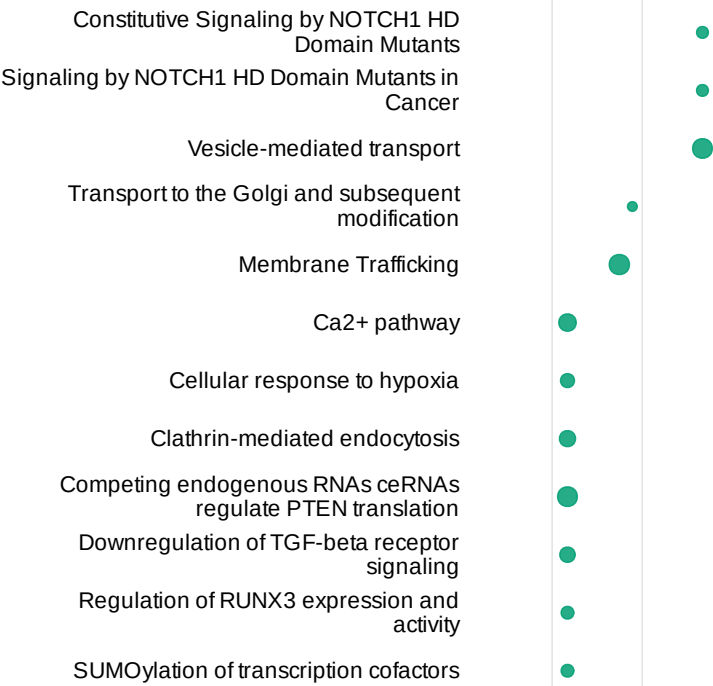 Constitutive Signaling by NOTCH1 HD
Domain Mutants
Signaling by NOTCH1 HD Domain Mutants in
Cancer
Vesicle-mediated transport
Transport to the Golgi and subsequent
modification
Membrane Trafficking
Ca2+ pathway
Cellular response to hypoxia
Clathrin-mediated endocytosis
Competing endogenous RNAs ceRNAs
regulate PTEN translation
Downregulation of TGF-beta receptor
signaling
Regulation of RUNX3 expression and
activity
SUMOylation of transcription cofactors